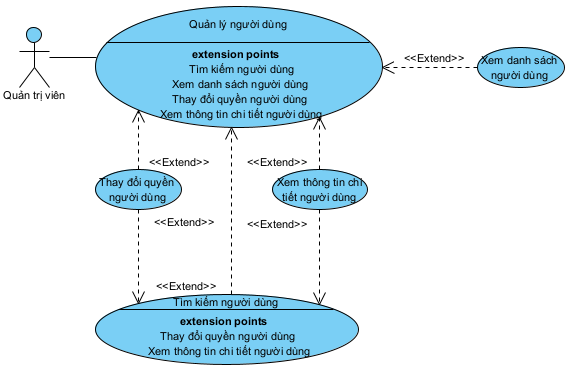 Quản lý người dùng
extension points
Tìm kiếm người dùng
Xem danh sách người dùng
Thay đổi quyền người dùng
Xem thông tin chi tiết người dùng
Quản trị viên
<<Extend>>
Xem danh sách
người dùng
<<Extend>>
<<Extend>>
Thay đổi quyền
người dùng
Xem thông tin chi
tiết người dùng
<<Extend>>
<<Extend>>
<<Extend>>
Tìm kiếm người dùng
extension points
Thay đổi quyền người dùng
Xem thông tin chi tiết người dùng